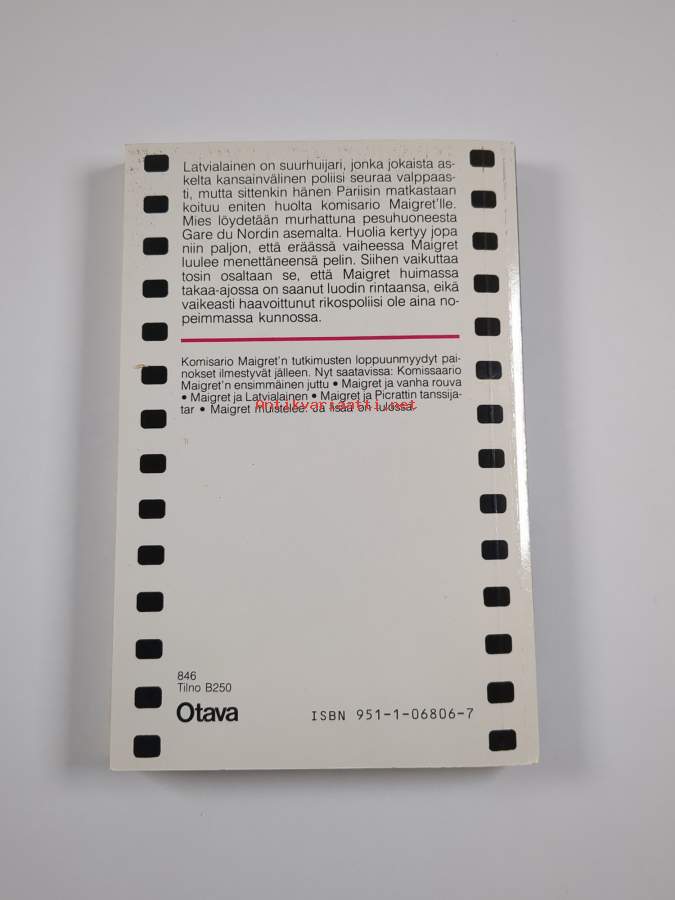 Latvialainen on suurhuijari, jonka jokaista as-
kelta kansainvälinen poliisi seuraa valppaas-
ti, mutta sittenkin hänen Pariisin matkastaan
koituu eniten huolta komisario Maigret'lle.
Mies löydetään murhattuna pesuhuoneesta
Gare du Nordin asemalta. Huolia kertyy jopa
niin paljon, että eräässä vaiheessa Maigret
luulee menettäneensä pelin. Siihen vaikuttaa
tosin osaltaan se, että Maigret huimassa
takaa-ajossa on saanut luodin rintaansa, eikä
vaikeasti haavoittunut rikospoliisi ole aina no-
peimmassa kunnossa.
Komisario Maigret'n tutkimusten loppuunmyydyt pai-
nokset ilmestyvät jälleen. Nyt saatavissa: Komissaario
Maigret'n ensimmäinen juttu • Maigret ja vanha rouva
• Maigret ja Latvialainen • Maigret ja Picrattin tanssija-
tar • Maigret muistelee. Ja lisää on tulossa.
Antikvariaatti.net
846
Tilno B250
Otava
ISBN 951-1-06806-7